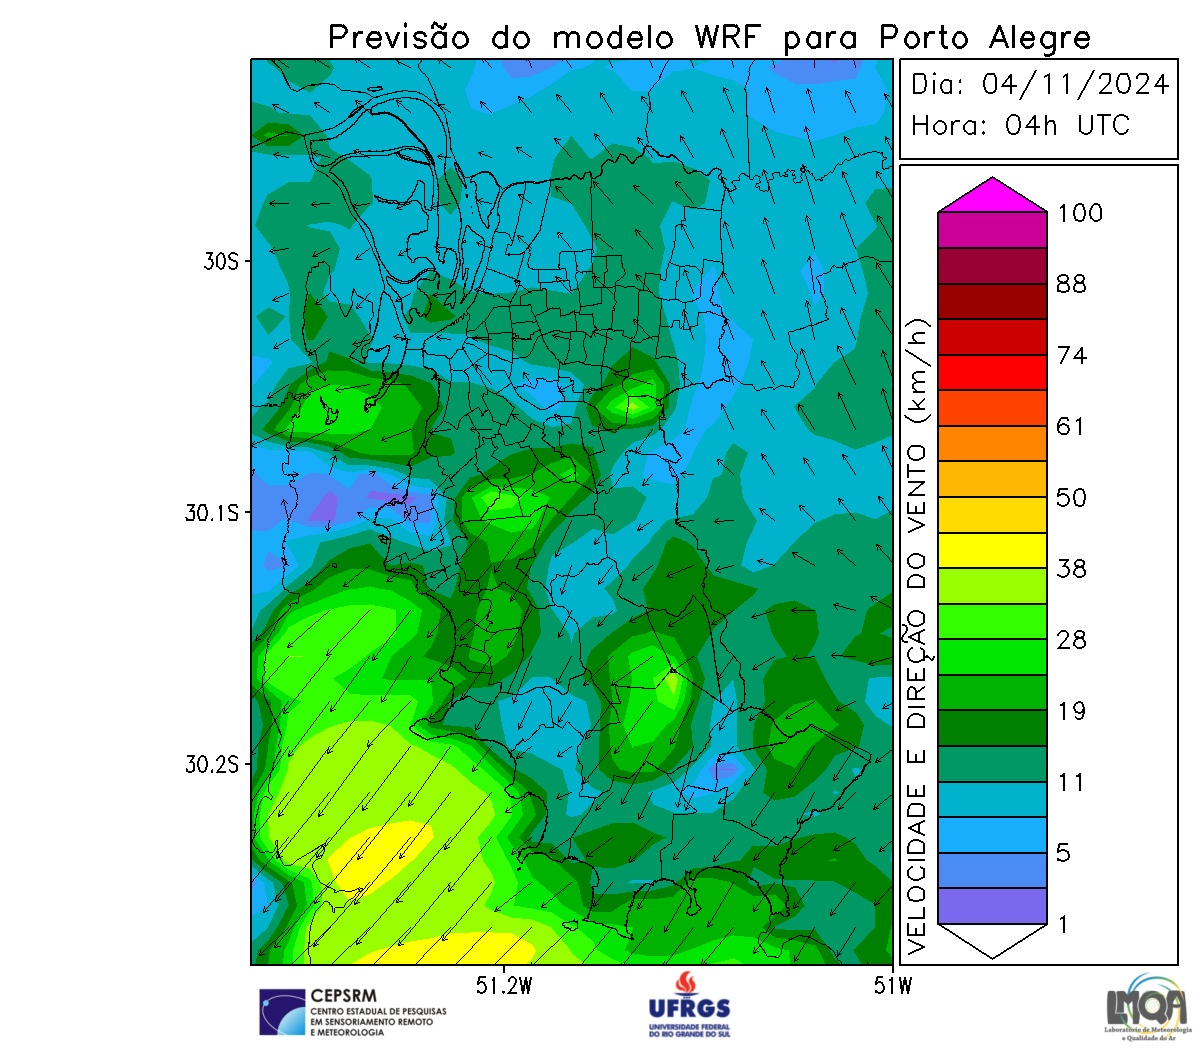 Previsão do modelo WRF para Porto Alegre
Dia: 04/11/2024
Hora: 04h UTC
100
88
74
61
50
38
28
19
11
5
1
VELOCIDADE E DIREÇÃO DO VENTO (km/h)
30S
30.1S
30.2S
51.2W
51W
CEPSRM
CENTRO ESTADUAL DE PESQUISAS
EM SENSORIAMENTO REMOTO
E METEOROLOGIA
UFRGS
UNIVERSIDADE FEDERAL
DO RIO GRANDE DO SUL
LMQA
Laboratório de Meteorologia
e Qualidade do Ar